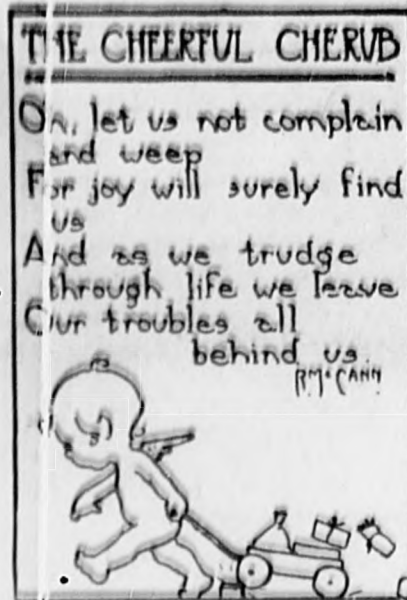 THE CHEERFUL CHERUB
Oh, let us not complain
and weep
For joy will surely find
us
And as we trudge
through life we leave
Our troubles all
behind us.
R.McCANN